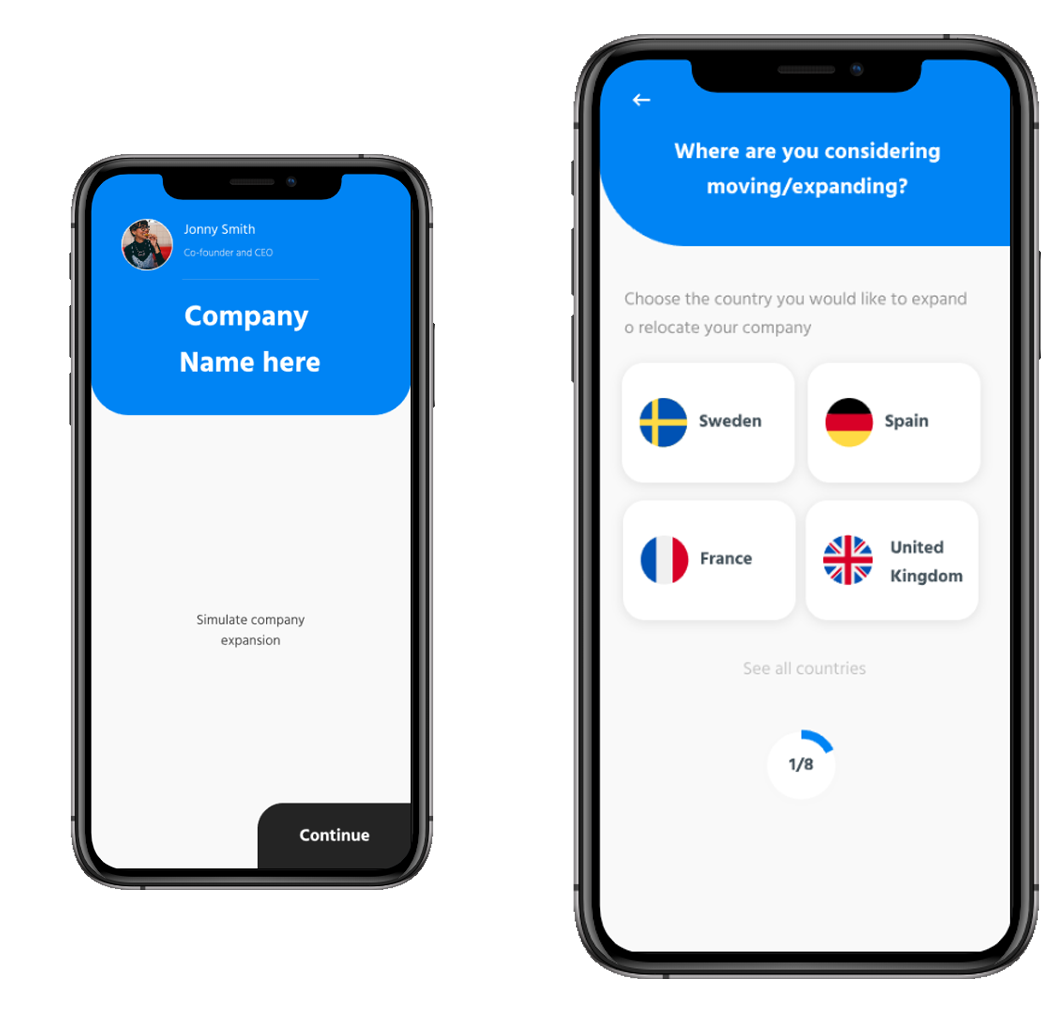 Jonny Smith
Co-founder and CEO
Company
Name here
Simulate company
expansion
Continue
Where are you considering
moving/expanding?
Choose the country you would like to expand
o relocate your company
Sweden
Spain
France
United
Kingdom
See all countries
1/8